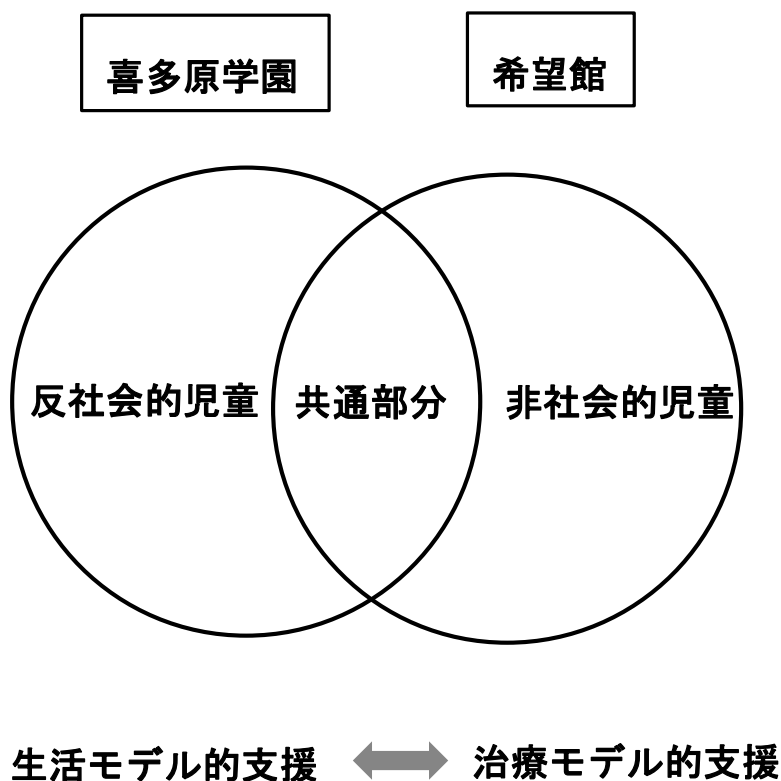 喜多原学園
希望館
反社会的児童
共通部分
非社会的児童
生活モデル的支援
治療モデル的支援